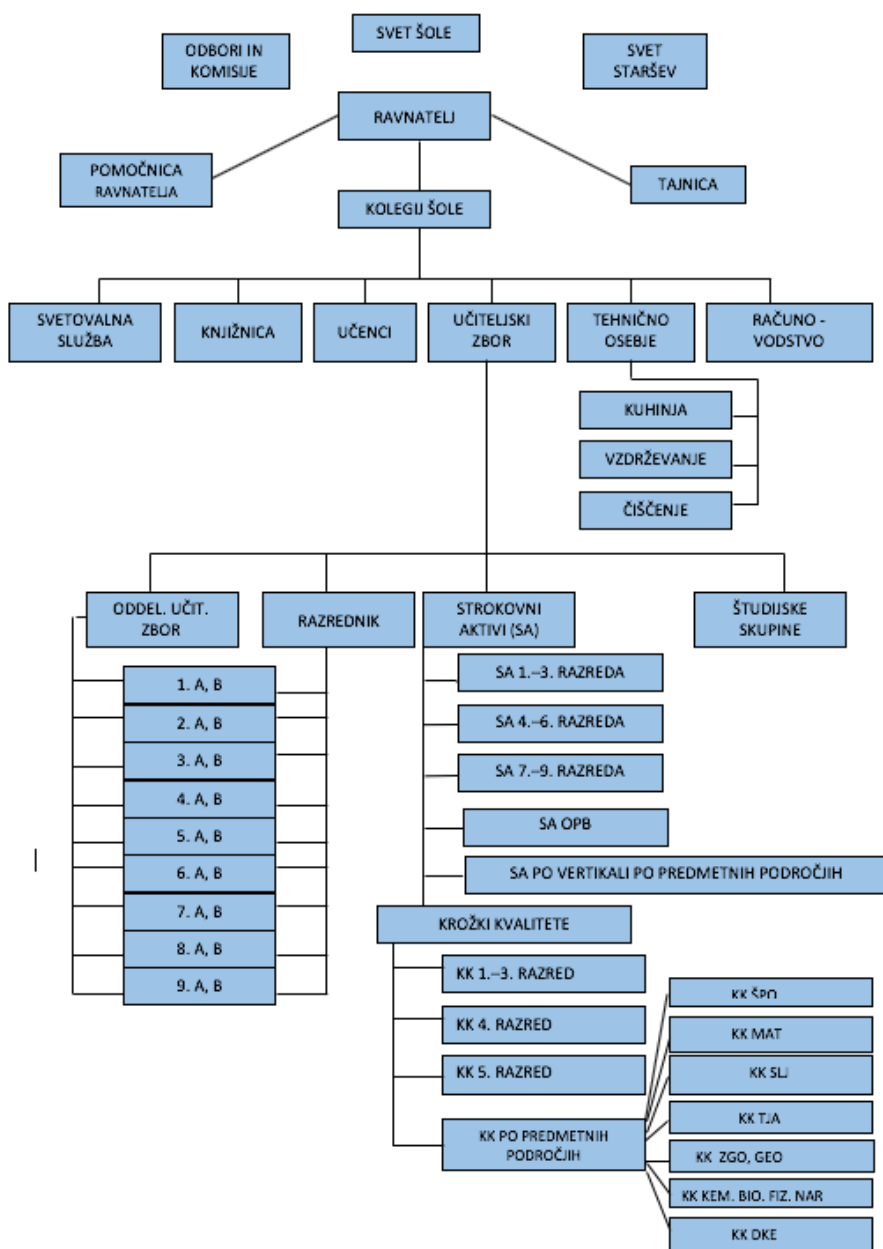 SVET ŠOLE
ODBORI IN
KOMISIJE
SVET
STARŠEV
RAVNATELJ
POMOČNICA
RAVNATELJA
TAJNICA
KOLEGIJ ŠOLE
SVETOVALNA
SLUŽBA
KNJIŽNICA
UČENCI
UČITELJSKI
ZBOR
TEHNIČNO
OSEBJE
RAČUNO -
VODSTVO
KUHINJA
VZDRŽEVANJE
ČIŠČENJE
ODDEL. UČIT.
ZBOR
RAZREDNIK
STROKOVNI
AKTIVI (SA)
ŠTUDIJSKE
SKUPINE
1. A, B
2. A, B
3. A, B
4. A, B
5. A, B
6. A, B
7. A, B
8. A, B
9. A, B
SA 1.–3. RAZREDA
SA 4.–6. RAZREDA
SA 7.–9. RAZREDA
SA OPB
SA PO VERTIKALI PO PREDMETNIH PODROČJIH
KROŽKI KVALITETE
KK 1.–3. RAZRED
KK 4. RAZRED
KK 5. RAZRED
KK PO PREDMETNIH
PODROČJIH
KK ŠPO
KK MAT
KK SLJ
KK TJA
KK ZGO, GEO
KK KEM. BIO. FIZ. NAR
KK DKE